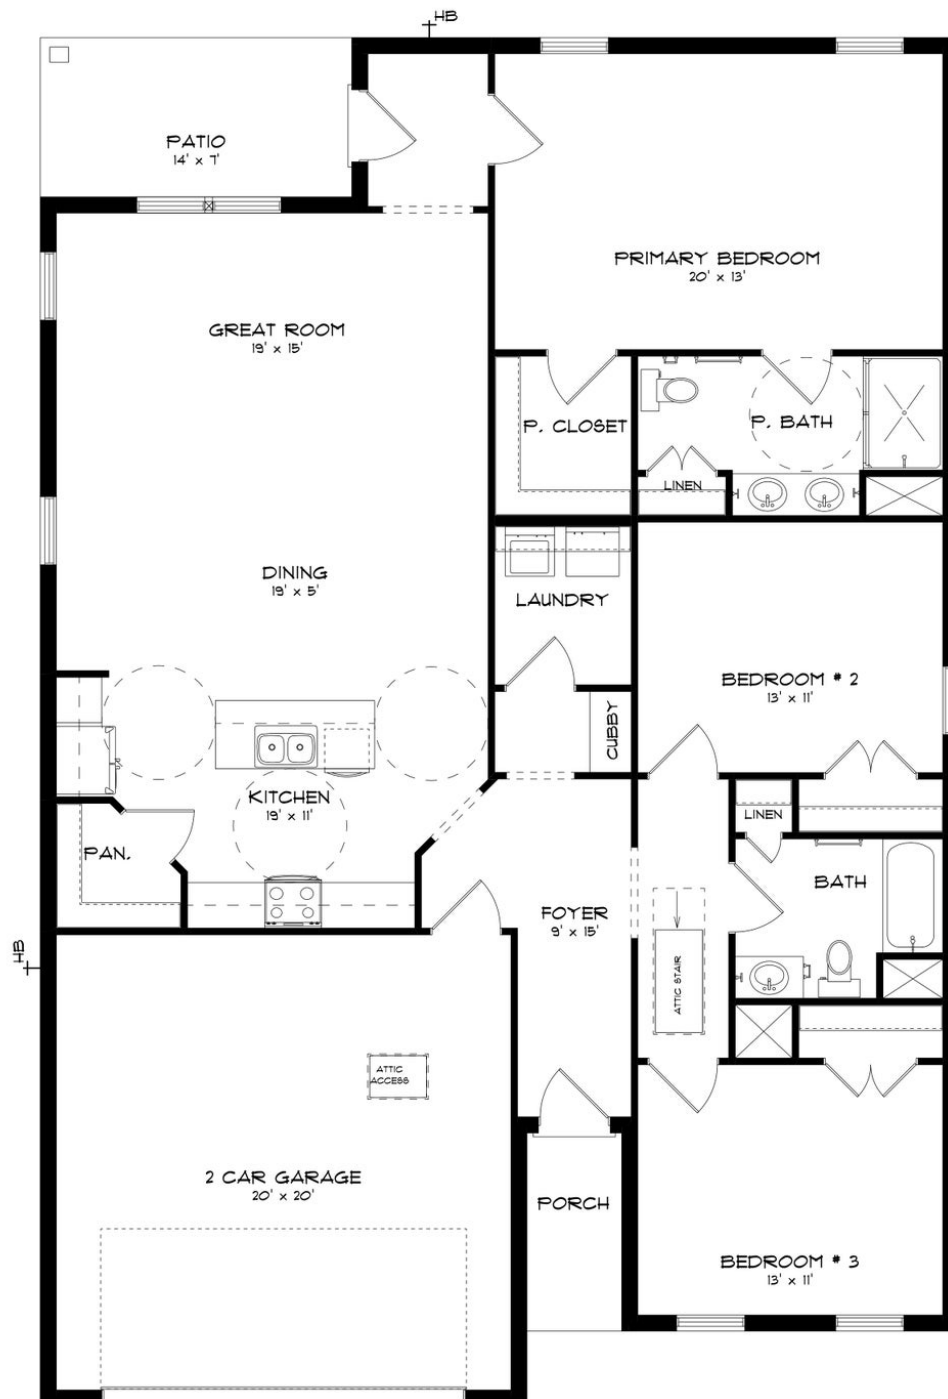 HB
PATIO
14' x 7'
PRIMARY BEDROOM
20' x 13'
GREAT ROOM
19' x 15'
P. CLOSET
P. BATH
LINEN
DINING
19' x 5'
LAUNDRY
BEDROOM # 2
13' x 11'
CUBBY
KITCHEN
19' x 11'
LINEN
PAN.
BATH
FOYER
9' x 15'
HB
ATTIC STAIR
ATTIC
ACCESS
2 CAR GARAGE
20' x 20'
PORCH
BEDROOM # 3
13' x 11'